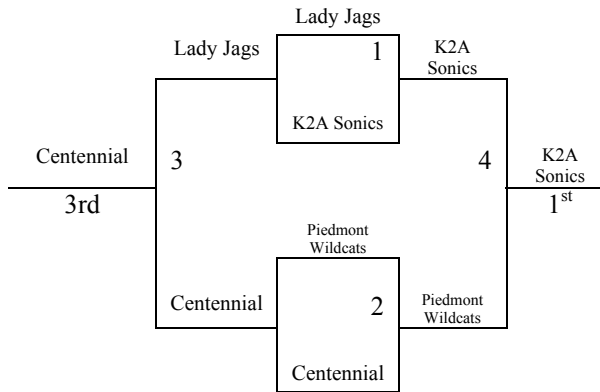 Lady Jags
Lady Jags
1
K2A
Sonics
K2A Sonics
Centennial
3
4
K2A
Sonics
3rd
1st
Piedmont
Wildcats
Centennial
2
Piedmont
Wildcats
Centennial